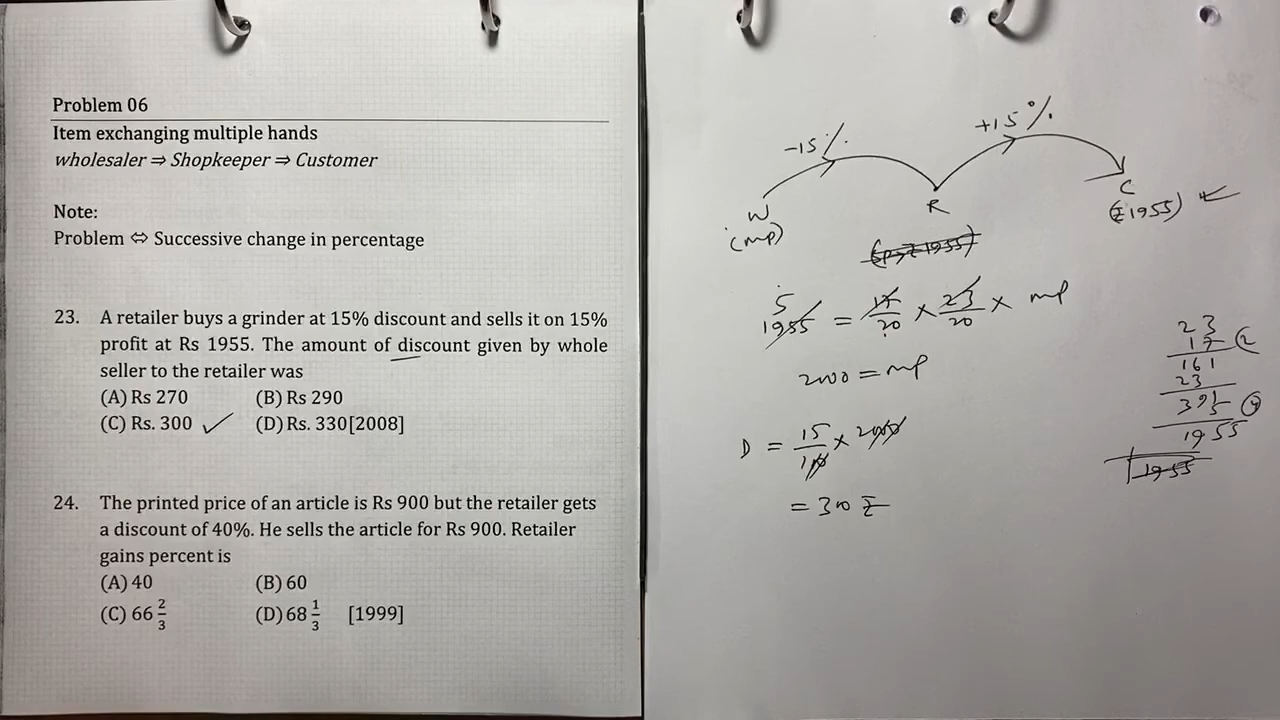 Problem 06
Item exchanging multiple hands
wholesaler ⇒ Shopkeeper ⇒ Customer
Note:
Problem ⇔ Successive change in percentage
23. A retailer buys a grinder at 15% discount and sells it on 15%
profit at Rs 1955. The amount of discount given by whole
seller to the retailer was
(A) Rs 270 (B) Rs 290
(C) Rs. 300 ✓ (D) Rs. 330[2008]
24. The printed price of an article is Rs 900 but the retailer gets
a discount of 40%. He sells the article for Rs 900. Retailer
gains percent is
(A) 40 (B) 60
(C) 66 2/3 (D) 68 1/3 [1999]
-15% +15%
W R C
(mp) (₹1955)
5
1955 = 17/20 × 23/20 × mp
2000 = mp
D = 15/100 × 2000
= 300 ₹
23
17
161
23
391
1955
1955